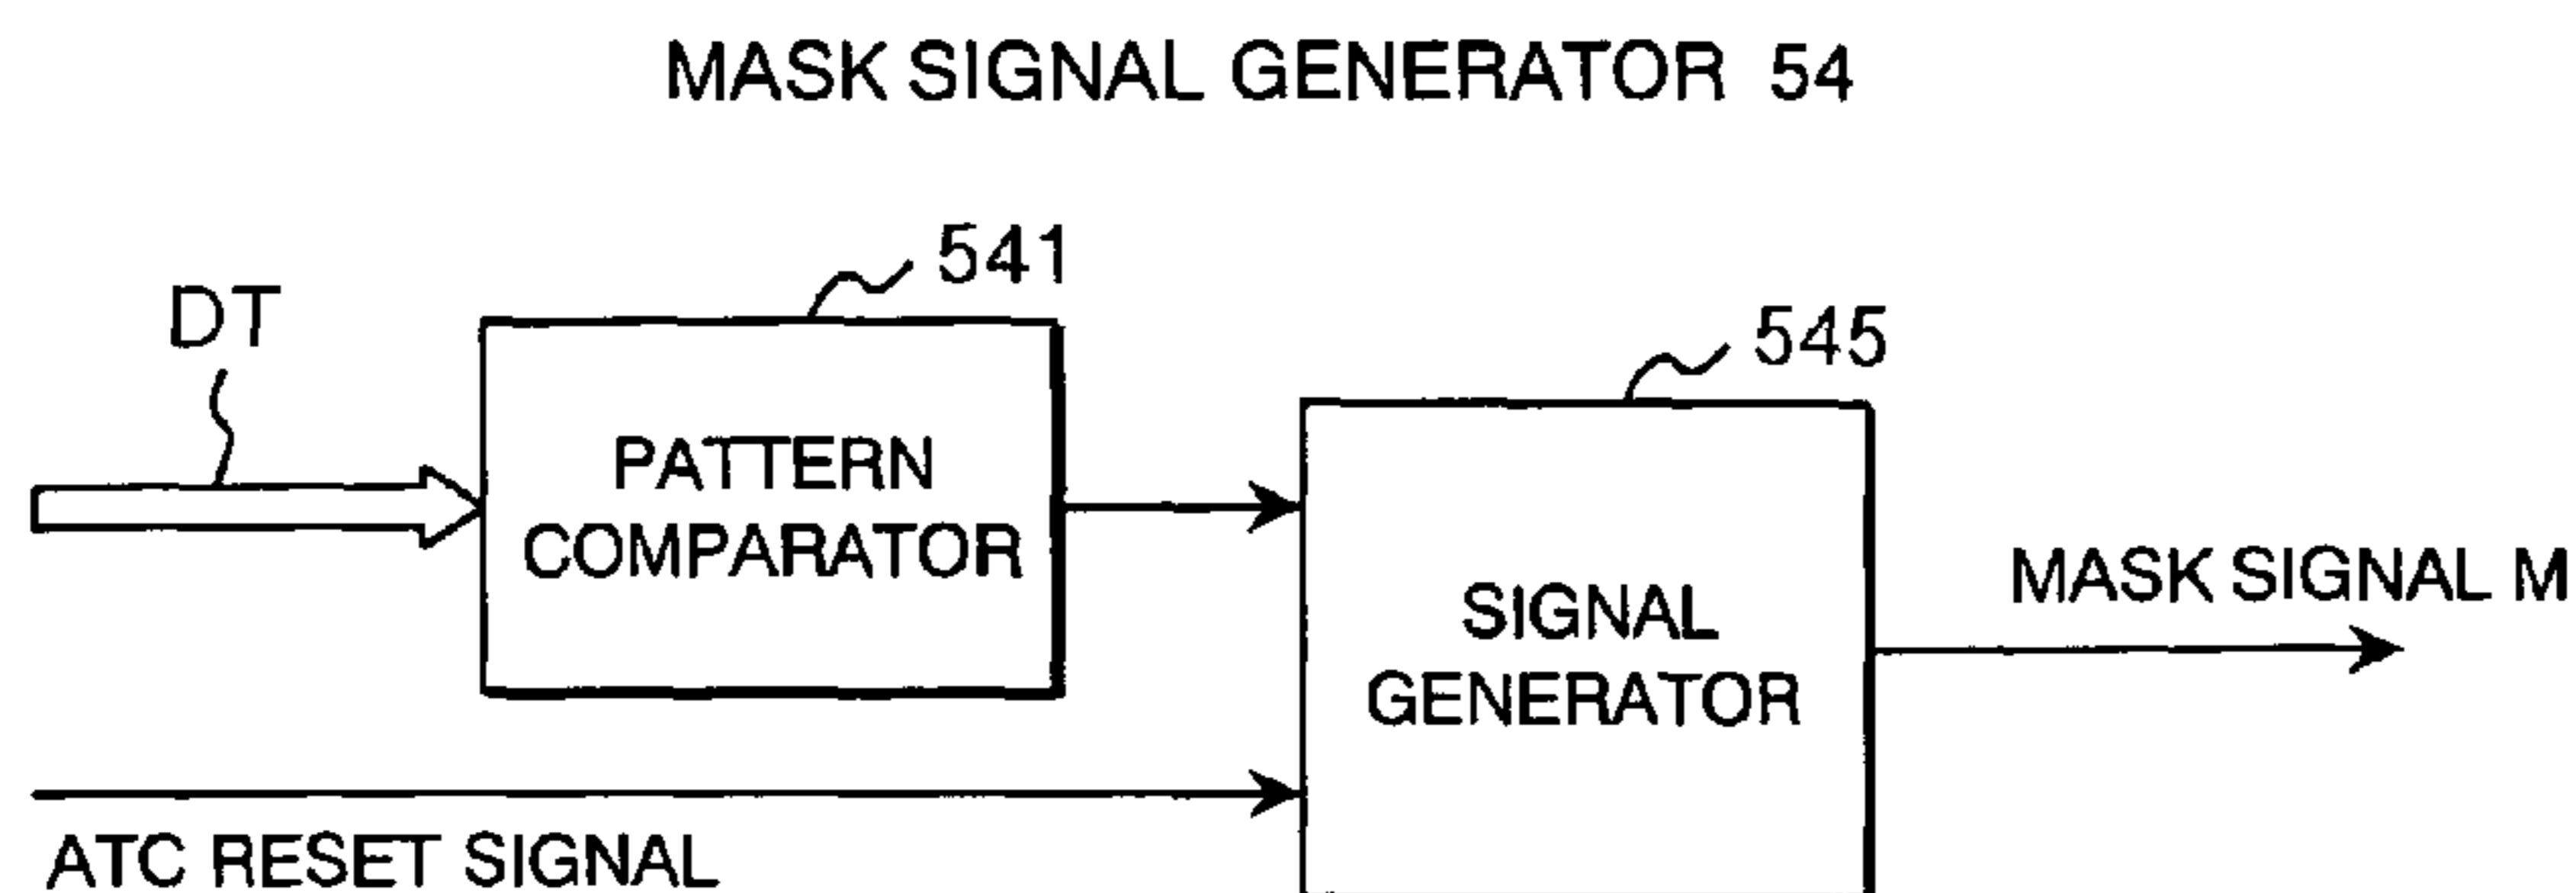 MASK SIGNAL GENERATOR 54
541
DT
545
PATTERN
COMPARATOR
SIGNAL
GENERATOR
MASK SIGNAL M
ATC RESET SIGNAL